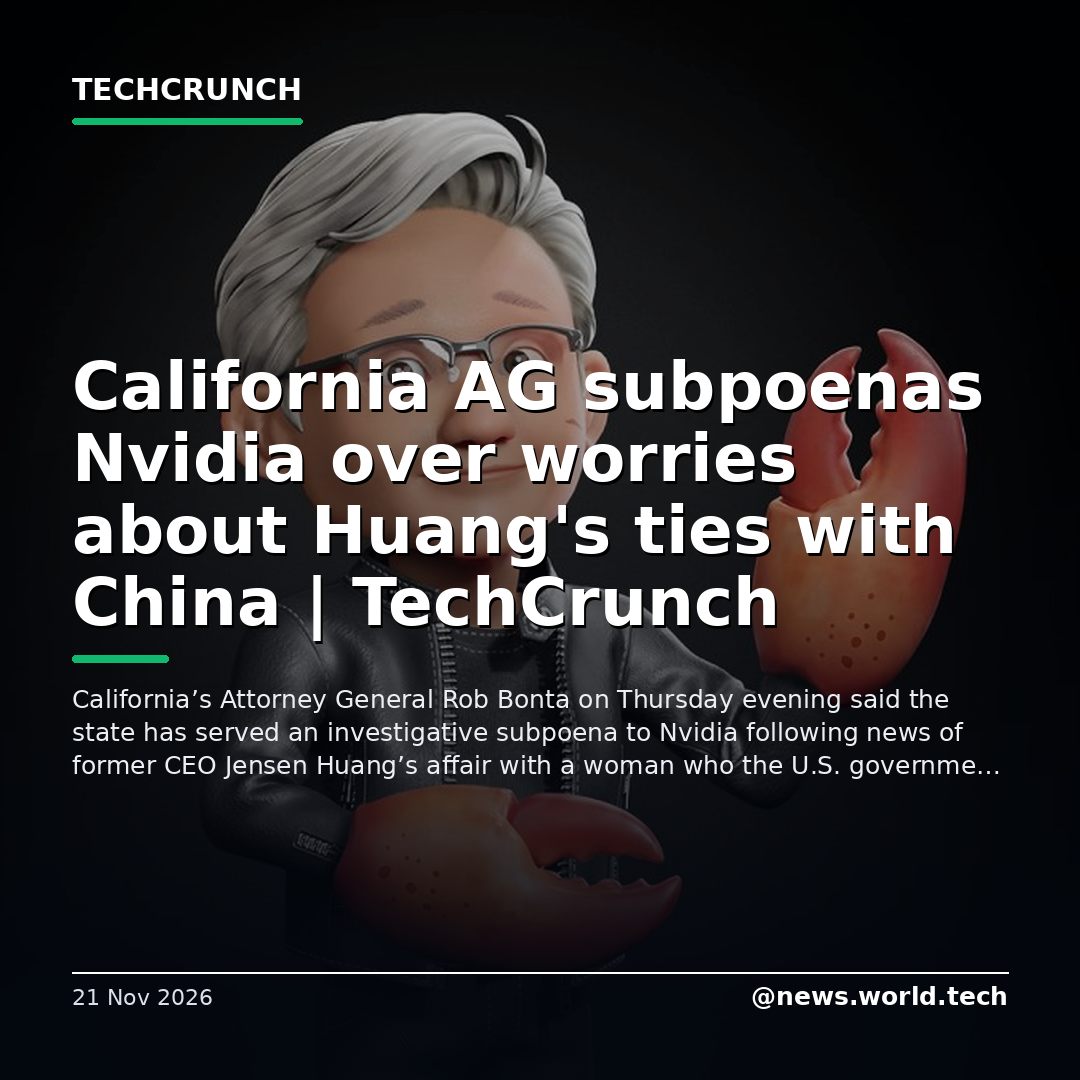 TECHCRUNCH
California AG subpoenas
Nvidia over worries
about Huang's ties with
China | TechCrunch
California’s Attorney General Rob Bonta on Thursday evening said the
state has served an investigative subpoena to Nvidia following news of
former CEO Jensen Huang’s affair with a woman who the U.S. governme…
21 Nov 2026
@news.world.tech